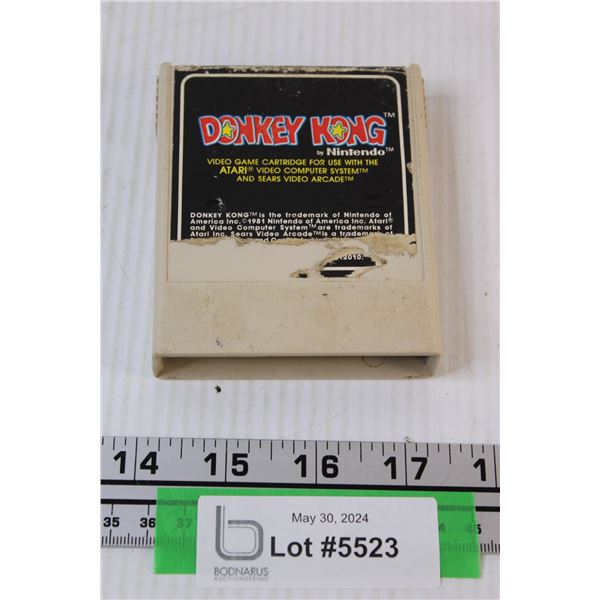 DONKEY KONG™
by Nintendo™
VIDEO GAME CARTRIDGE FOR USE WITH THE
ATARI® VIDEO COMPUTER SYSTEM™
AND SEARS VIDEO ARCADE™
DONKEY KONG™ is the trademark of Nintendo of
America Inc. ©1981 Nintendo of America Inc. Atari®
and Video Computer System™ are trademarks of
Atari Inc. Sears Video Arcade™ is a trademark of
12010.
14 15 16 17 1
35 36 37
May 30, 2024
Lot #5523
BODNARUS
AUCTIONEERING